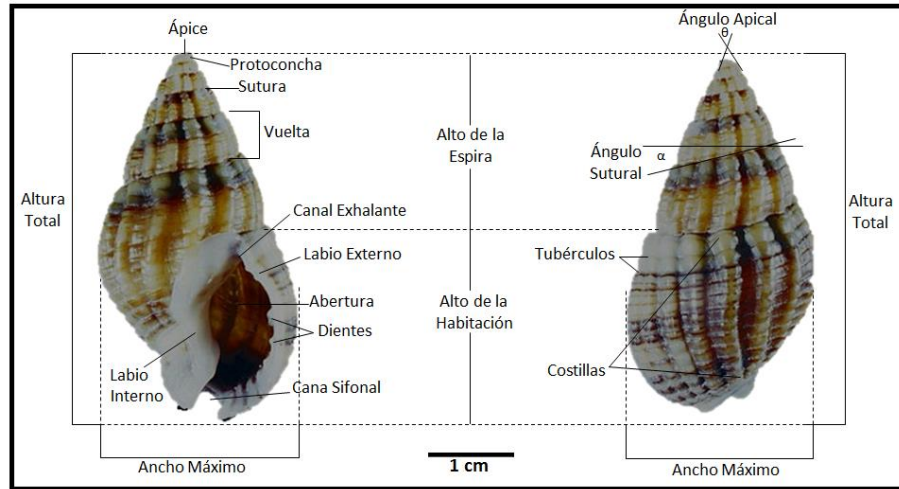 Ápice
Protoconcha
Sutura
Vuelta
Altura
Total
Canal Exhalante
Labio Externo
Abertura
Dientes
Labio
Interno
Cana Sifonal
Ancho Máximo
Alto de la
Espira
Alto de la
Habitación
1 cm
Ángulo Apical
θ
Ángulo
Sutural
α
Tubérculos
Costillas
Altura
Total
Ancho Máximo